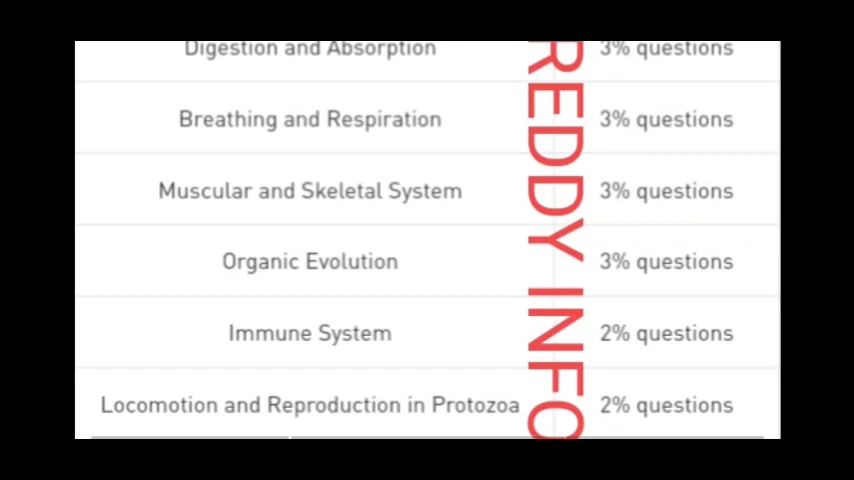 Digestion and Absorption 3% questions
Breathing and Respiration 3% questions
Muscular and Skeletal System 3% questions
Organic Evolution 3% questions
Immune System 2% questions
Locomotion and Reproduction in Protozoa 2% questions
REDDY INFO